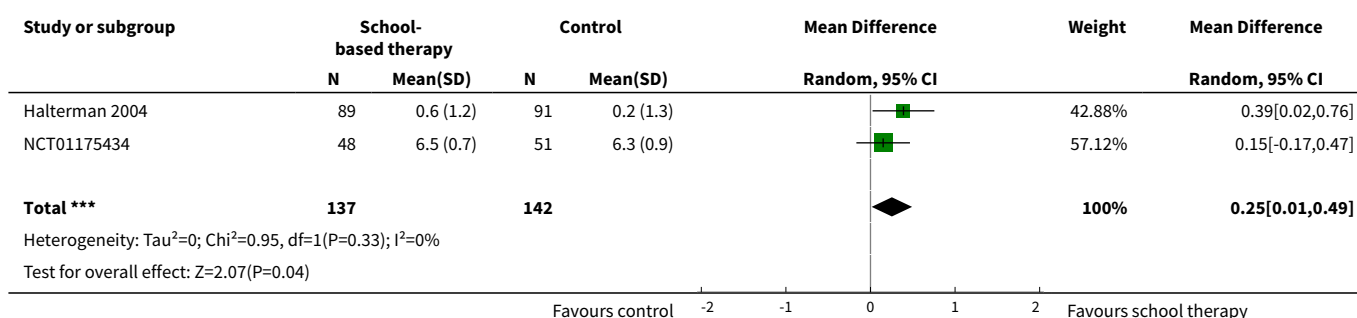 Study or subgroup School-based therapy Control Mean Difference Weight Mean Difference
N Mean(SD) N Mean(SD) Random, 95% CI Random, 95% CI
Halterman 2004 89 0.6 (1.2) 91 0.2 (1.3) 42.88% 0.39[0.02,0.76]
NCT01175434 48 6.5 (0.7) 51 6.3 (0.9) 57.12% 0.15[-0.17,0.47]
Total *** 137 142 100% 0.25[0.01,0.49]
Heterogeneity: Tau²=0; Chi²=0.95, df=1(P=0.33); I²=0%
Test for overall effect: Z=2.07(P=0.04)
Favours control -2 -1 0 1 2 Favours school therapy